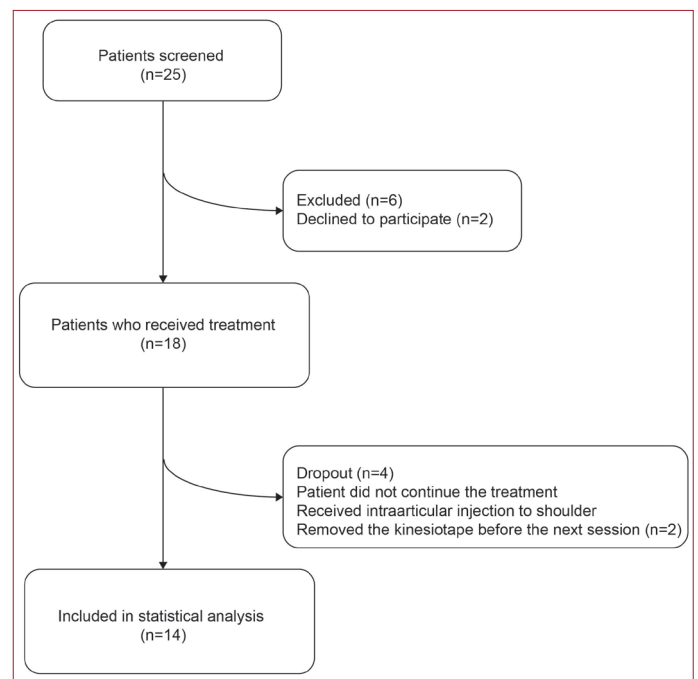 Patients screened
(n=25)
Excluded (n=6)
Declined to participate (n=2)
Patients who received treatment
(n=18)
Dropout (n=4)
Patient did not continue the treatment
Received intraarticular injection to shoulder
Removed the kinesiotape before the next session (n=2)
Included in statistical analysis
(n=14)